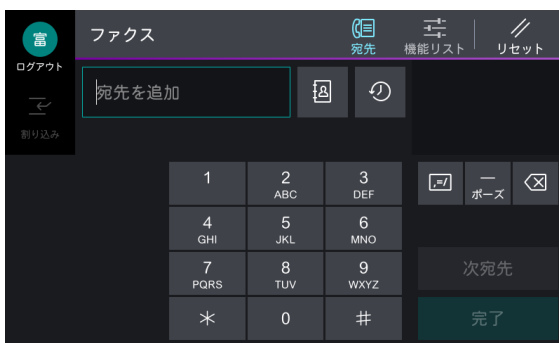 富
ログアウト
割り込み
ファクス
宛先
機能リスト
リセット
宛先を追加
1
2
ABC
3
DEF
,=/
ポーズ
4
GHI
5
JKL
6
MNO
7
PQRS
8
TUV
9
WXYZ
次宛先
＊
0
#
完了